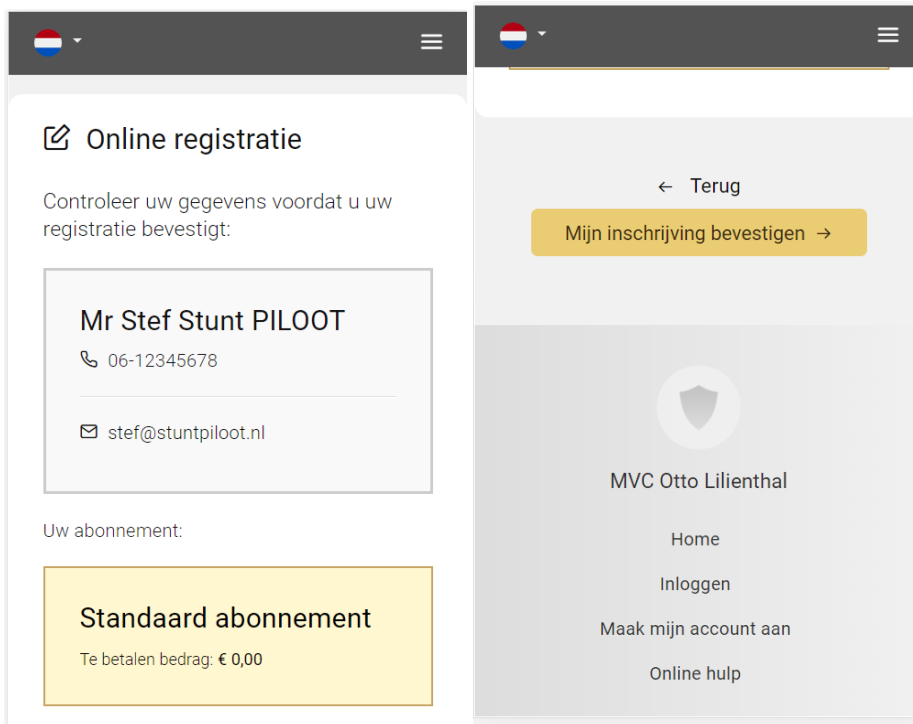 Online registratie
Controleer uw gegevens voordat u uw
registratie bevestigt:
Mr Stef Stunt PILOOT
06-12345678
stef@stuntpiloot.nl
Uw abonnement:
Standaard abonnement
Te betalen bedrag: € 0,00
← Terug
Mijn inschrijving bevestigen →
MVC Otto Lilienthal
Home
Inloggen
Maak mijn account aan
Online hulp